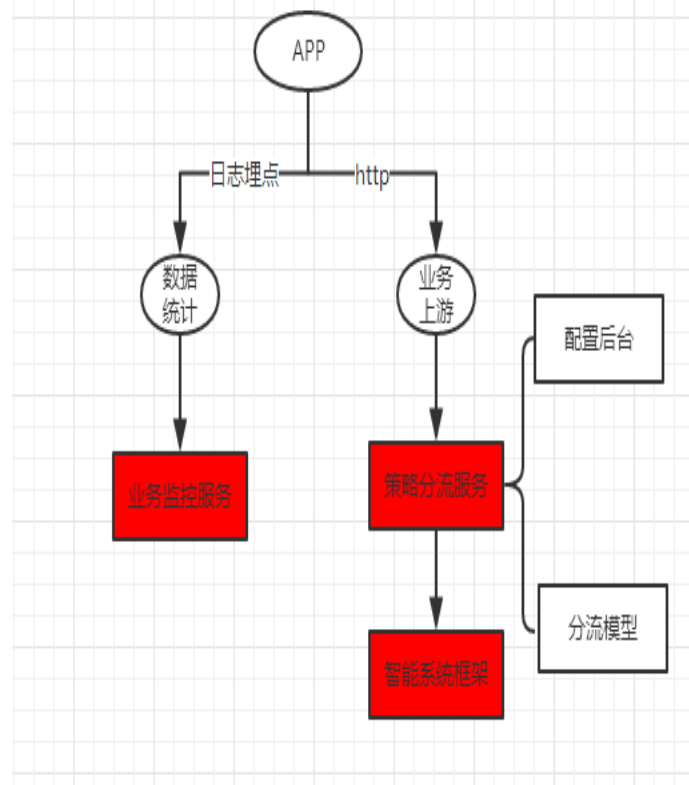 APP
日志埋点
http
数据
统计
业务
上游
配置后台
业务监控服务
策略分流服务
分流模型
智能系统框架